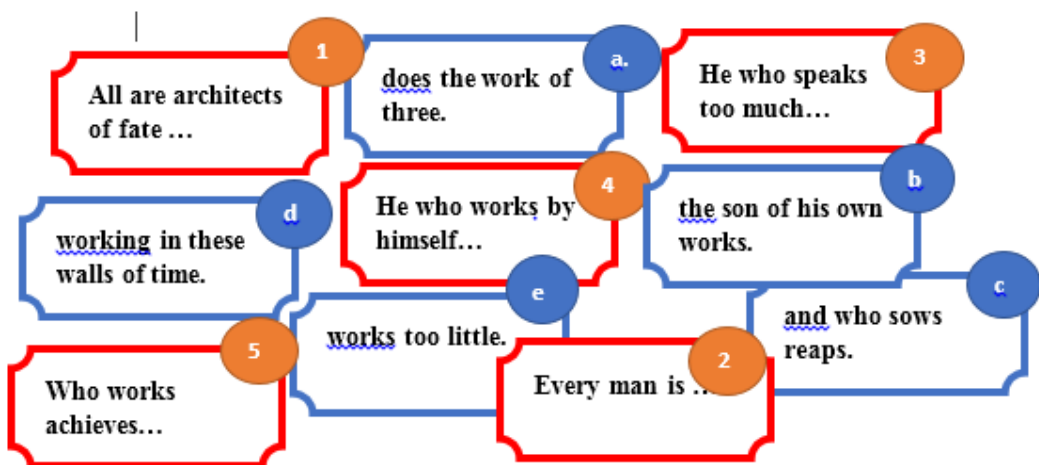 1
All are architects
of fate ...
a.
does the work of
three.
3
He who speaks
too much...
d
working in these
walls of time.
4
He who works by
himself...
b
the son of his own
works.
5
Who works
achieves...
e
works too little.
2
Every man is ...
c
and who sows
reaps.